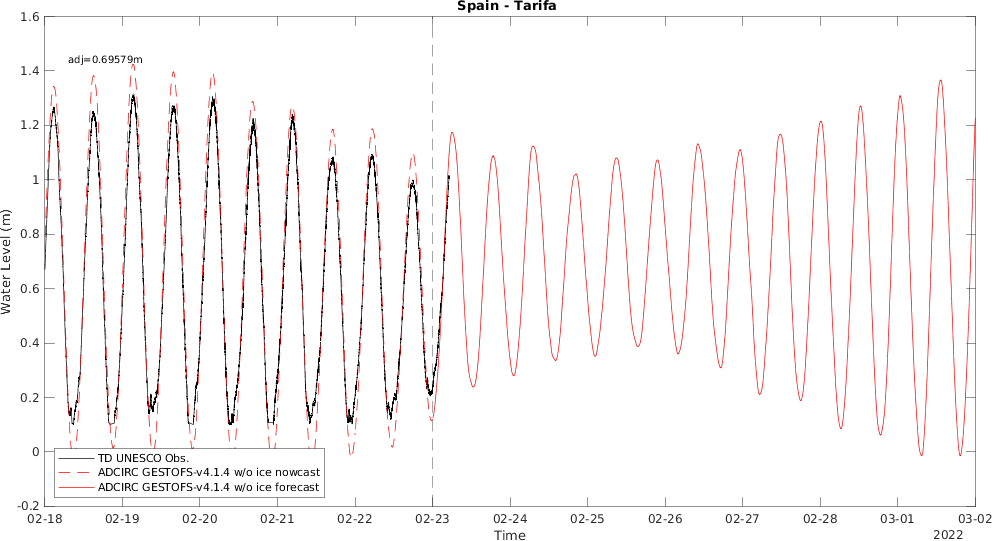 Spain - Tarifa
adj=0.69579m
1.6
1.4
1.2
1
0.8
0.6
0.4
0.2
0
-0.2
Water Level (m)
TD UNESCO Obs.
ADCIRC GESTOFS-v4.1.4 w/o ice nowcast
ADCIRC GESTOFS-v4.1.4 w/o ice forecast
02-18 02-19 02-20 02-21 02-22 02-23 02-24 02-25 02-26 02-27 02-28 03-01 03-02
Time
2022